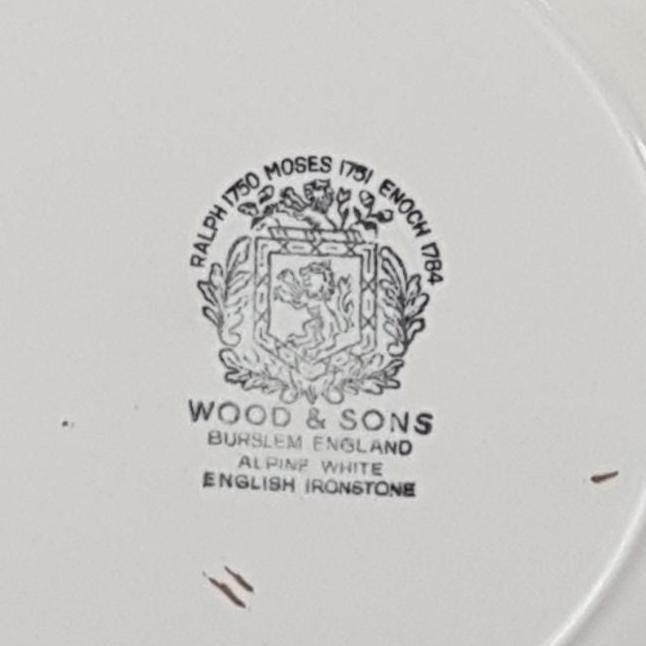 RALPH 1750 MOSES 1751 ENOCH 1784
WOOD & SONS
BURSLEM ENGLAND
ALPINE WHITE
ENGLISH IRONSTONE